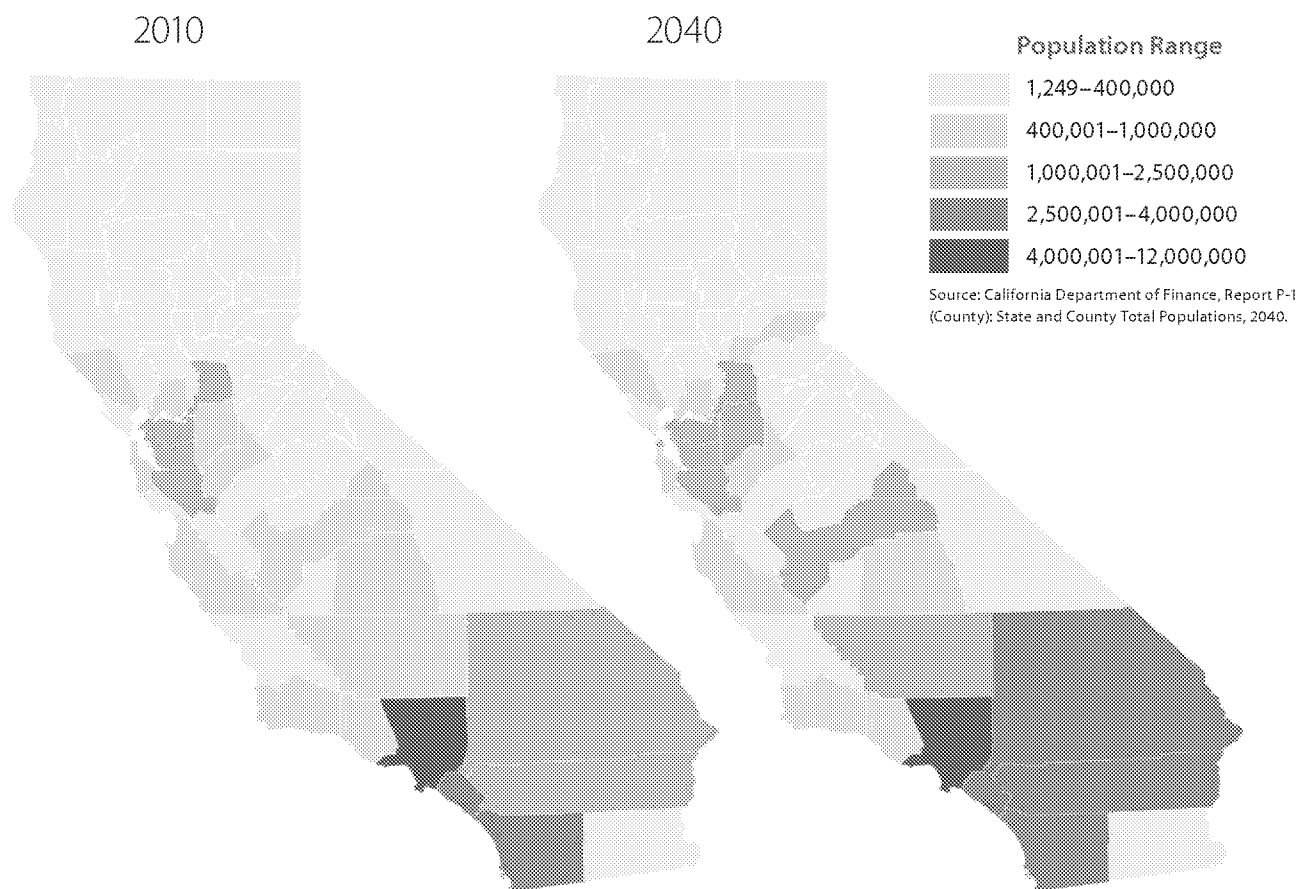 2010
2040
Population Range
1,249–400,000
400,001–1,000,000
1,000,001–2,500,000
2,500,001–4,000,000
4,000,001–12,000,000
Source: California Department of Finance, Report P-1
(County): State and County Total Populations, 2040.